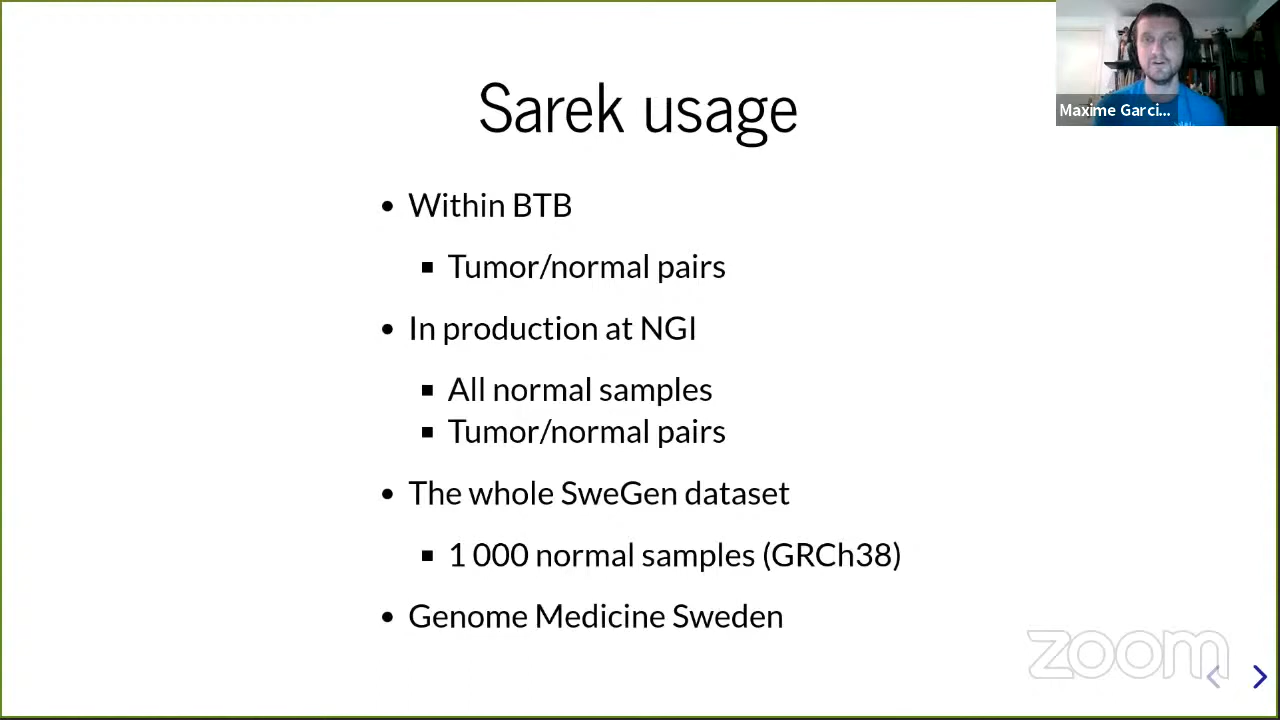 Sarek usage
Maxime Garci...
• Within BTB
▪ Tumor/normal pairs
• In production at NGI
▪ All normal samples
▪ Tumor/normal pairs
• The whole SweGen dataset
▪ 1 000 normal samples (GRCh38)
• Genome Medicine Sweden
zoom